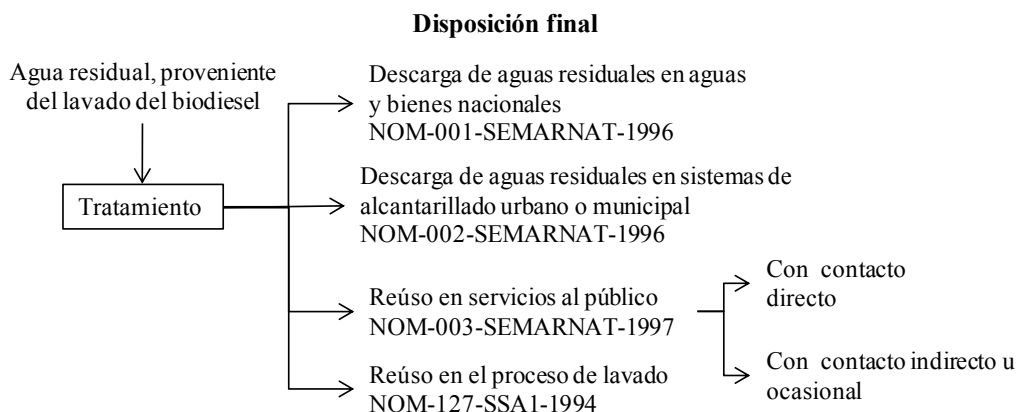 Disposición final
Agua residual, proveniente
del lavado del biodiesel
Tratamiento
Descarga de aguas residuales en aguas
y bienes nacionales
NOM-001-SEMARNAT-1996
Descarga de aguas residuales en sistemas de
alcantarillado urbano o municipal
NOM-002-SEMARNAT-1996
Reúso en servicios al público
NOM-003-SEMARNAT-1997
Con contacto
directo
Con contacto indirecto u
ocasional
Reúso en el proceso de lavado
NOM-127-SSA1-1994